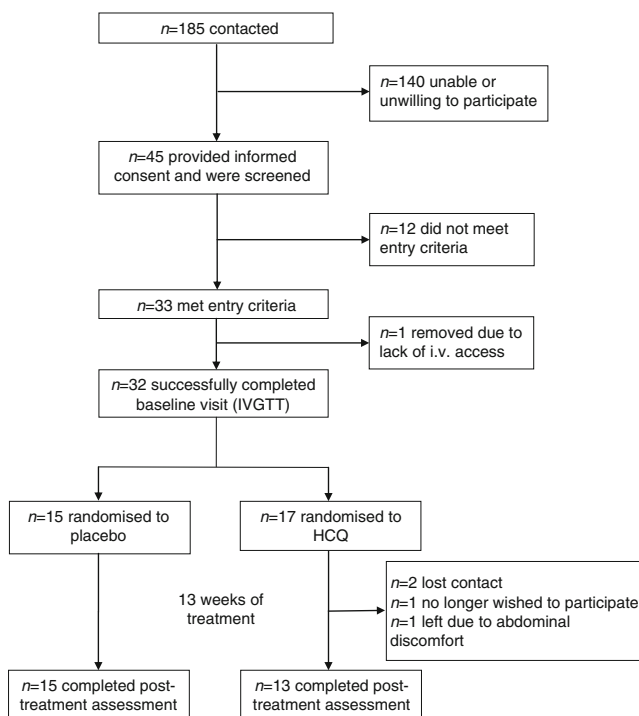 n=185 contacted
n=140 unable or
unwilling to participate
n=45 provided informed
consent and were screened
n=12 did not meet
entry criteria
n=33 met entry criteria
n=1 removed due to
lack of i.v. access
n=32 successfully completed
baseline visit (IVGTT)
n=15 randomised to
placebo
n=17 randomised to
HCQ
13 weeks of
treatment
n=2 lost contact
n=1 no longer wished to participate
n=1 left due to abdominal
discomfort
n=15 completed post-
treatment assessment
n=13 completed post-
treatment assessment